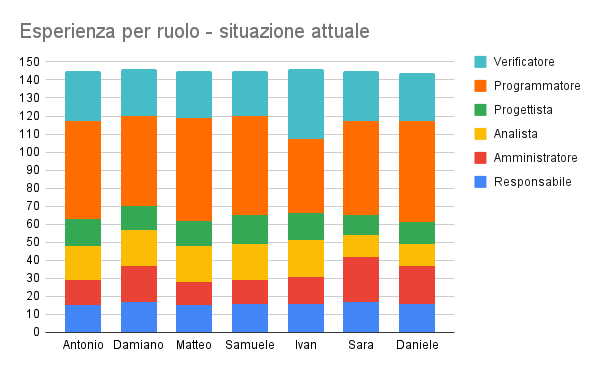 Esperienza per ruolo - situazione attuale
150
140
130
120
110
100
90
80
70
60
50
40
30
20
10
0
Antonio Damiano Matteo Samuele Ivan Sara Daniele
Verificatore
Programmatore
Progettista
Analista
Amministratore
Responsabile